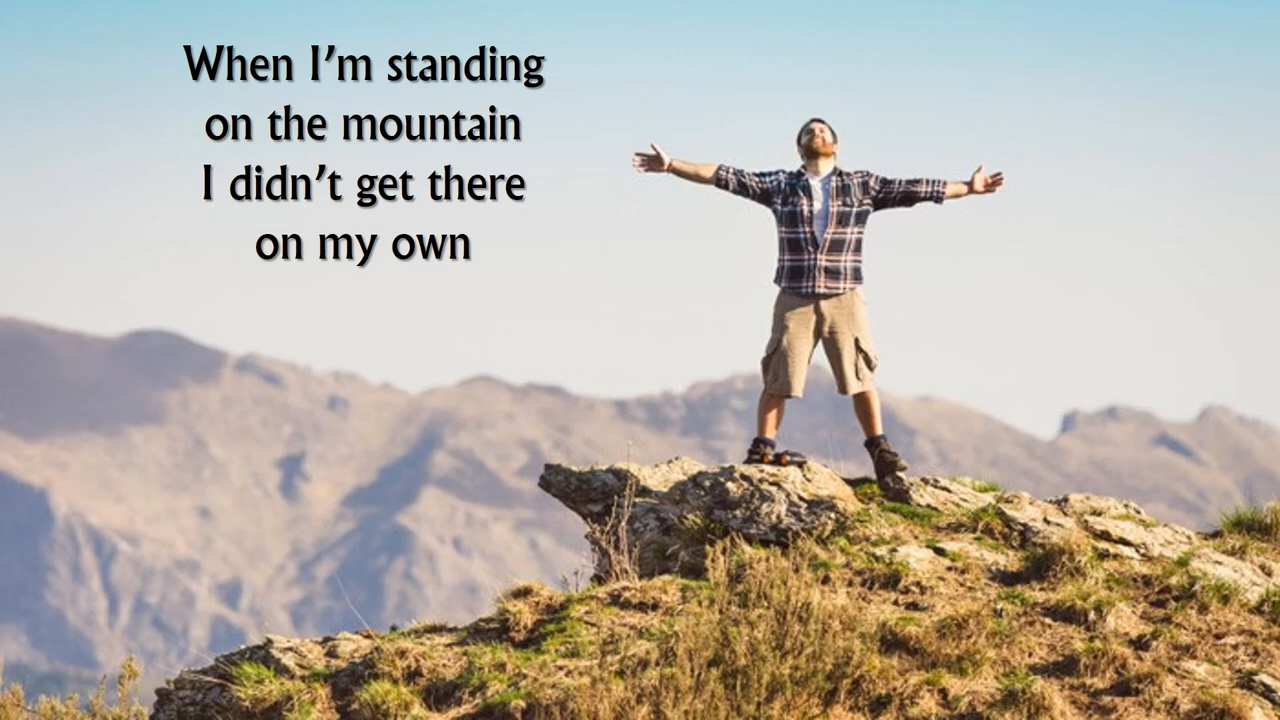 When I’m standing
on the mountain
I didn’t get there
on my own